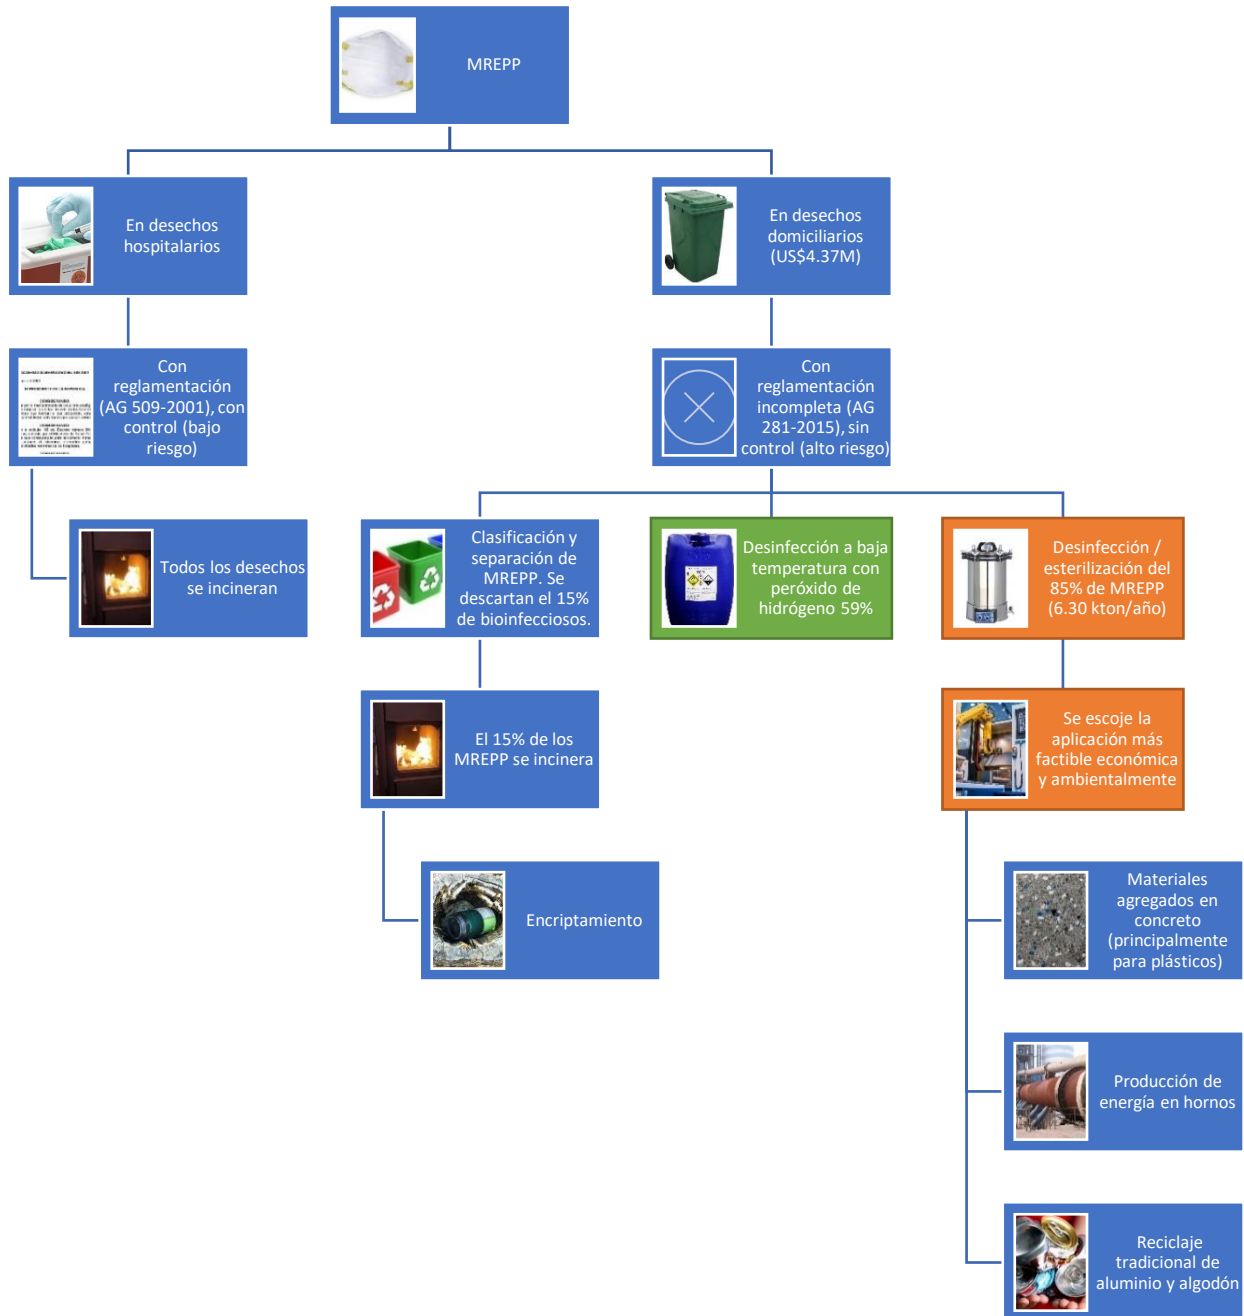 MREPP
En desechos
hospitalarios
En desechos
domiciliarios
(US$4.37M)
Con
reglamentación
(AG 509-2001), con
control (bajo
riesgo)
Con
reglamentación
incompleta (AG
281-2015), sin
control (alto riesgo)
Todos los desechos
se incineran
Clasificación y
separación de
MREPP. Se
descartan el 15%
de bioinfecciosos.
Desinfección a baja
temperatura con
peróxido de
hidrógeno 59%
Desinfección /
esterilización del
85% de MREPP
(6.30 kton/año)
El 15% de los
MREPP se incinera
Se escoje la
aplicación más
factible económica
y ambientalmente
Encriptamiento
Materiales
agregados en
concreto
(principalmente
para plásticos)
Producción de
energía en hornos
Reciclaje
tradicional de
aluminio y algodón